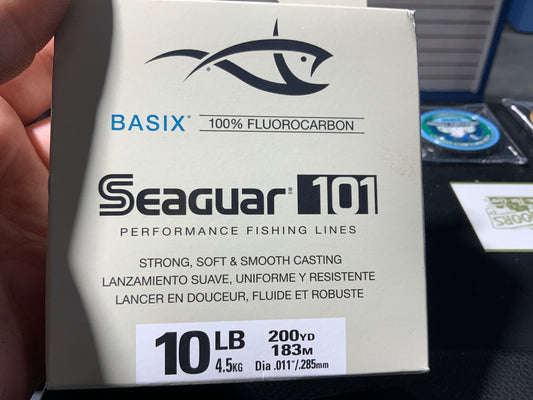 BASIX® 100% FLUOROCARBON
SEAGUAR® 101
PERFORMANCE FISHING LINES
STRONG, SOFT & SMOOTH CASTING
LANZAMIENTO SUAVE, UNIFORME Y RESISTENTE
LANCER EN DOUCEUR, FLUIDE ET ROBUSTE
10 LB 200YD
4.5KG 183M
Dia .011"/.285mm
OORS